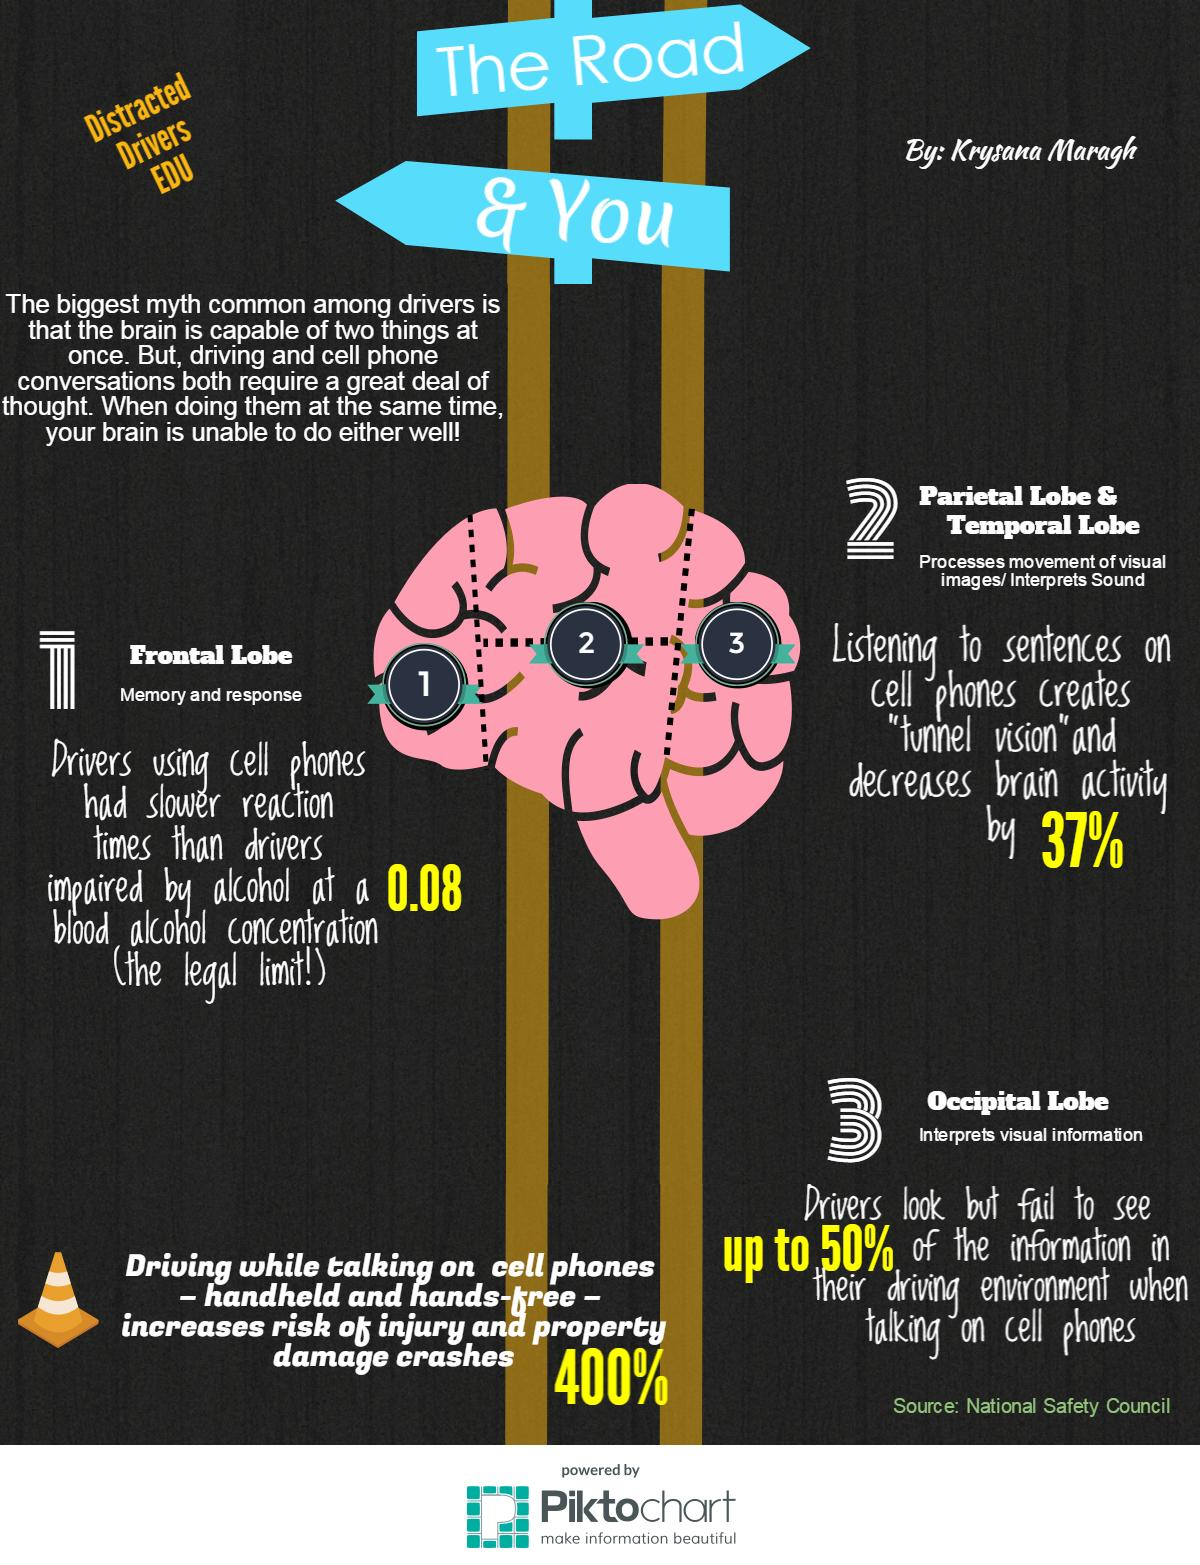 The Road
& You
Distracted
Drivers
EDU
By: Krysana Maragh
The biggest myth common among drivers is
that the brain is capable of two things at
once. But, driving and cell phone
conversations both require a great deal of
thought. When doing them at the same time,
your brain is unable to do either well!
1
2
3
1
Frontal Lobe
Memory and response
Drivers using cell phones
had slower reaction
times than drivers
impaired by alcohol at a 0.08
blood alcohol concentration
(the legal limit!)
2
Parietal Lobe &
Temporal Lobe
Processes movement of visual
images/ Interprets Sound
Listening to sentences on
cell phones creates
"tunnel vision"and
decreases brain activity
by 37%
3
Occipital Lobe
Interprets visual information
Drivers look but fail to see
up to 50% of the information in
their driving environment when
talking on cell phones
Driving while talking on cell phones
– handheld and hands-free –
increases risk of injury and property
damage crashes
400%
Source: National Safety Council
powered by
Piktochart
make information beautiful